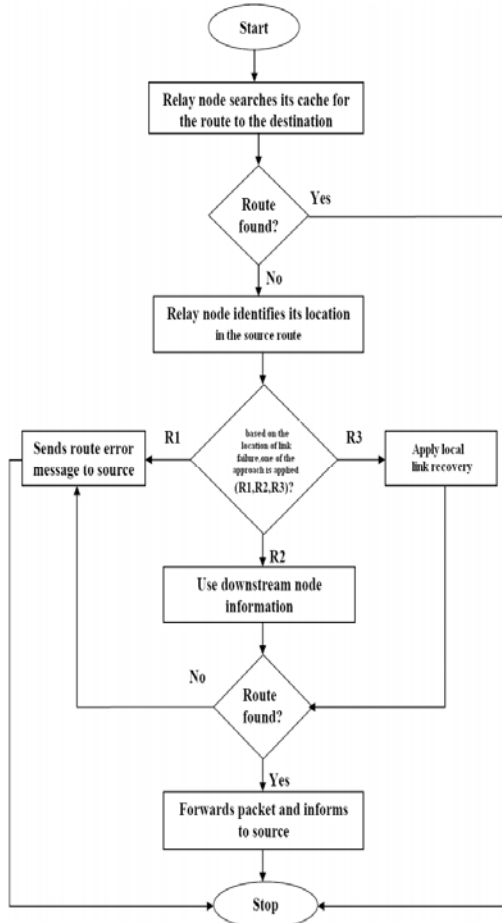 Start
Relay node searches its cache for
the route to the destination
Route
found?
Yes
No
Relay node identifies its location
in the source route
based on the
location of link
failure,one of the
approach is applied
(R1,R2,R3)?
R1
R3
Sends route error
message to source
Apply local
link recovery
R2
Use downstream node
information
No
Route
found?
Yes
Forwards packet and informs
to source
Stop